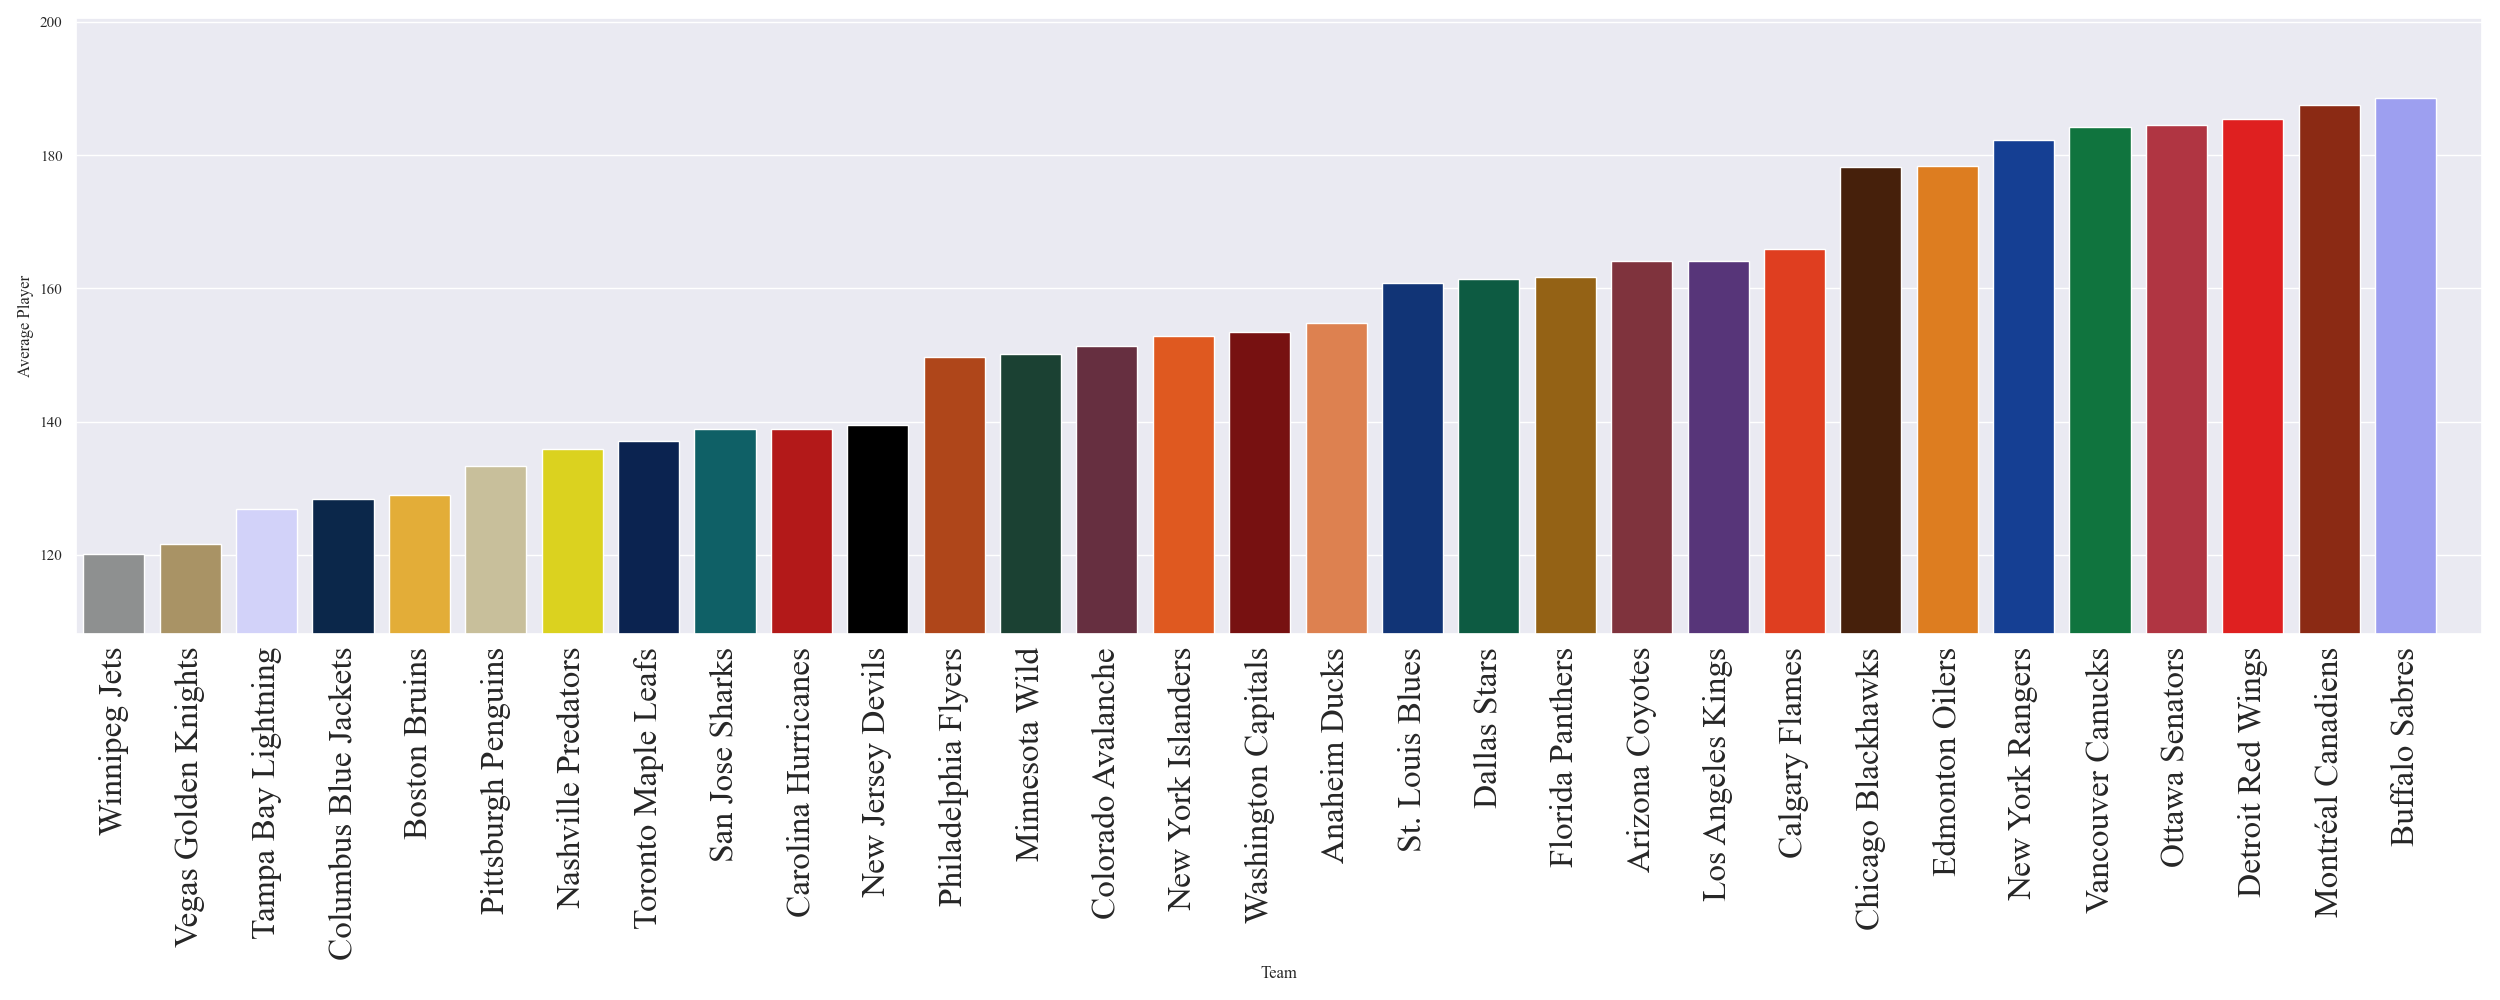 200
180
160
140
120
Average Player
Winnipeg Jets
Vegas Golden Knights
Tampa Bay Lightning
Columbus Blue Jackets
Boston Bruins
Pittsburgh Penguins
Nashville Predators
Toronto Maple Leafs
San Jose Sharks
Carolina Hurricanes
New Jersey Devils
Philadelphia Flyers
Minnesota Wild
Colorado Avalanche
New York Islanders
Washington Capitals
Anaheim Ducks
St. Louis Blues
Dallas Stars
Florida Panthers
Arizona Coyotes
Los Angeles Kings
Calgary Flames
Chicago Blackhawks
Edmonton Oilers
New York Rangers
Vancouver Canucks
Ottawa Senators
Detroit Red Wings
Montréal Canadiens
Buffalo Sabres
Team